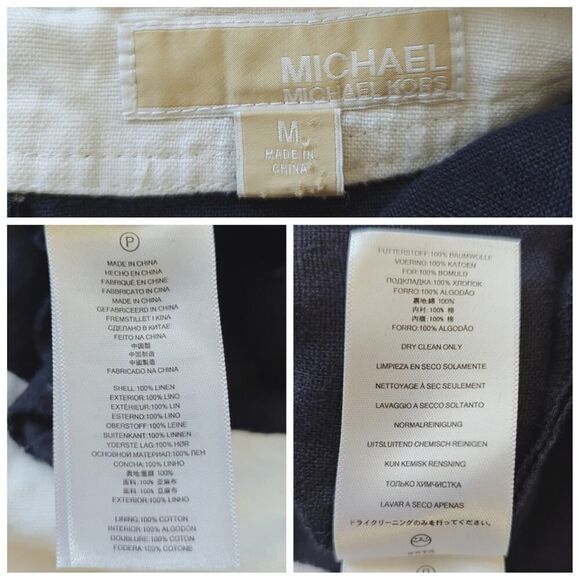 MICHAEL
MICHAEL KORS
M
MADE IN
CHINA
P
MADE IN CHINA
HECHO EN CHINA
FABRIQUÉ EN CHINE
FABBRICATO IN CINA
MADE IN CHINA
GEFABRICEERD IN CHINA
FREMSTILLET I KINA
СДЕЛАНО В КИТАЕ
FEITO NA CHINA
中国製
中国制造
中國製造
FABRICADO NA CHINA
SHELL:100% LINEN
EXTERIOR:100% LINO
EXTÉRIEUR:100% LIN
ESTERNO:100% LINO
OBERSTOFF:100% LEINE
BUITENKANT:100% LINNEN
YDERSTE LAG:100% HØR
ОСНОВНОЙ МАТЕРИАЛ:100% ЛЕН
CONCHA:100% LINHO
表地:麻 100%
面料:100% 亚麻布
面料:100% 亞麻布
EXTERIOR:100% LINHO
LINING:100% COTTON
INTERIOR:100% ALGODÓN
DOUBLURE:100% COTON
FODERA:100% COTONE
FUTTERSTOFF:100% BAUMWOLLE
VOERING:100% KATOEN
FOR:100% BOMULD
ПОДКЛАДКА:100% ХЛОПОК
FORRO:100% ALGODÃO
裏地:綿 100%
内衬:100% 棉
內襯:100% 棉
FORRO:100% ALGODÃO
DRY CLEAN ONLY
LIMPIEZA EN SECO SOLAMENTE
NETTOYAGE À SEC SEULEMENT
LAVAGGIO A SECCO SOLTANTO
NORMALREINIGUNG
UITSLUITEND CHEMISCH REINIGEN
KUN KEMISK RENSNING
ТОЛЬКО ХИМЧИСТКА
LAVAR A SECO APENAS
ドライクリーニングのみを行ってください。